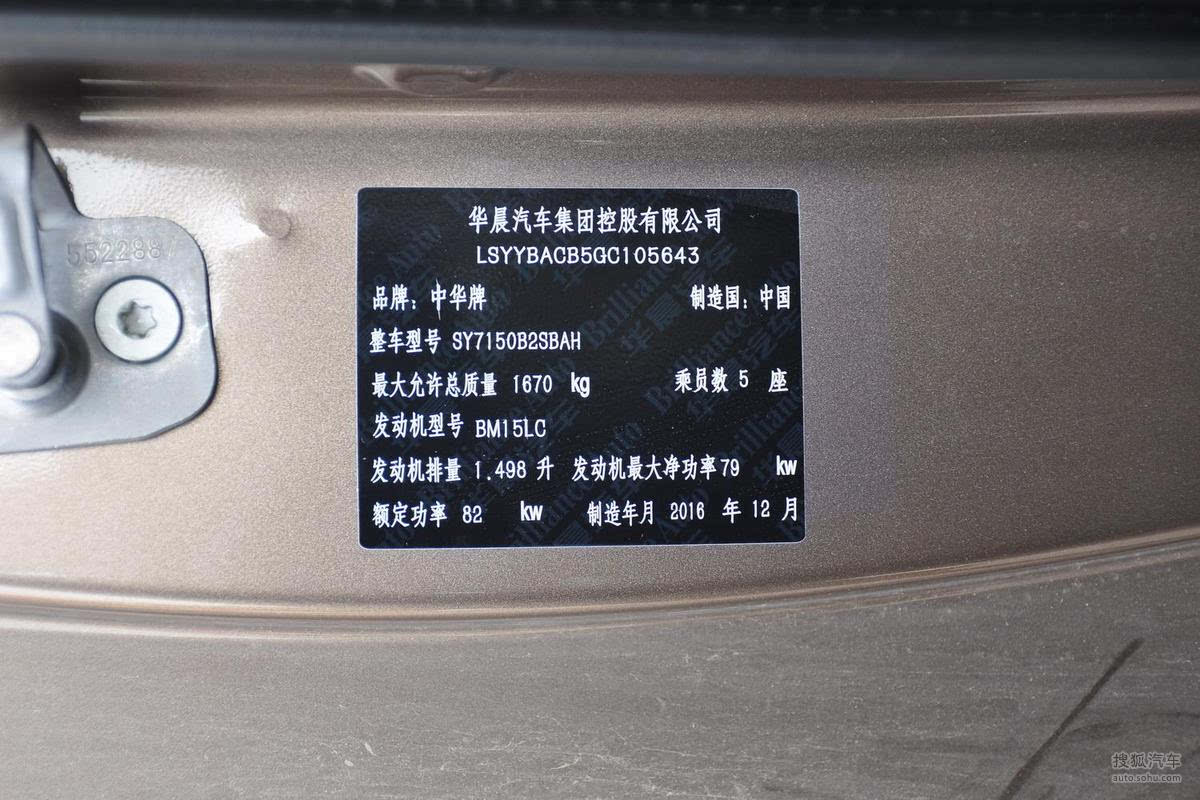 华晨汽车集团控股有限公司
LSYYBACB5GC105643
品牌：中华牌 制造国：中国
整车型号 SY7150B2SBAH
最大允许总质量 1670 kg 乘员数 5 座
发动机型号 BM15LC
发动机排量 1.498 升 发动机最大净功率79 kw
额定功率 82 kw 制造年月 2016 年 12 月
552288
搜狐汽车
auto.sohu.com